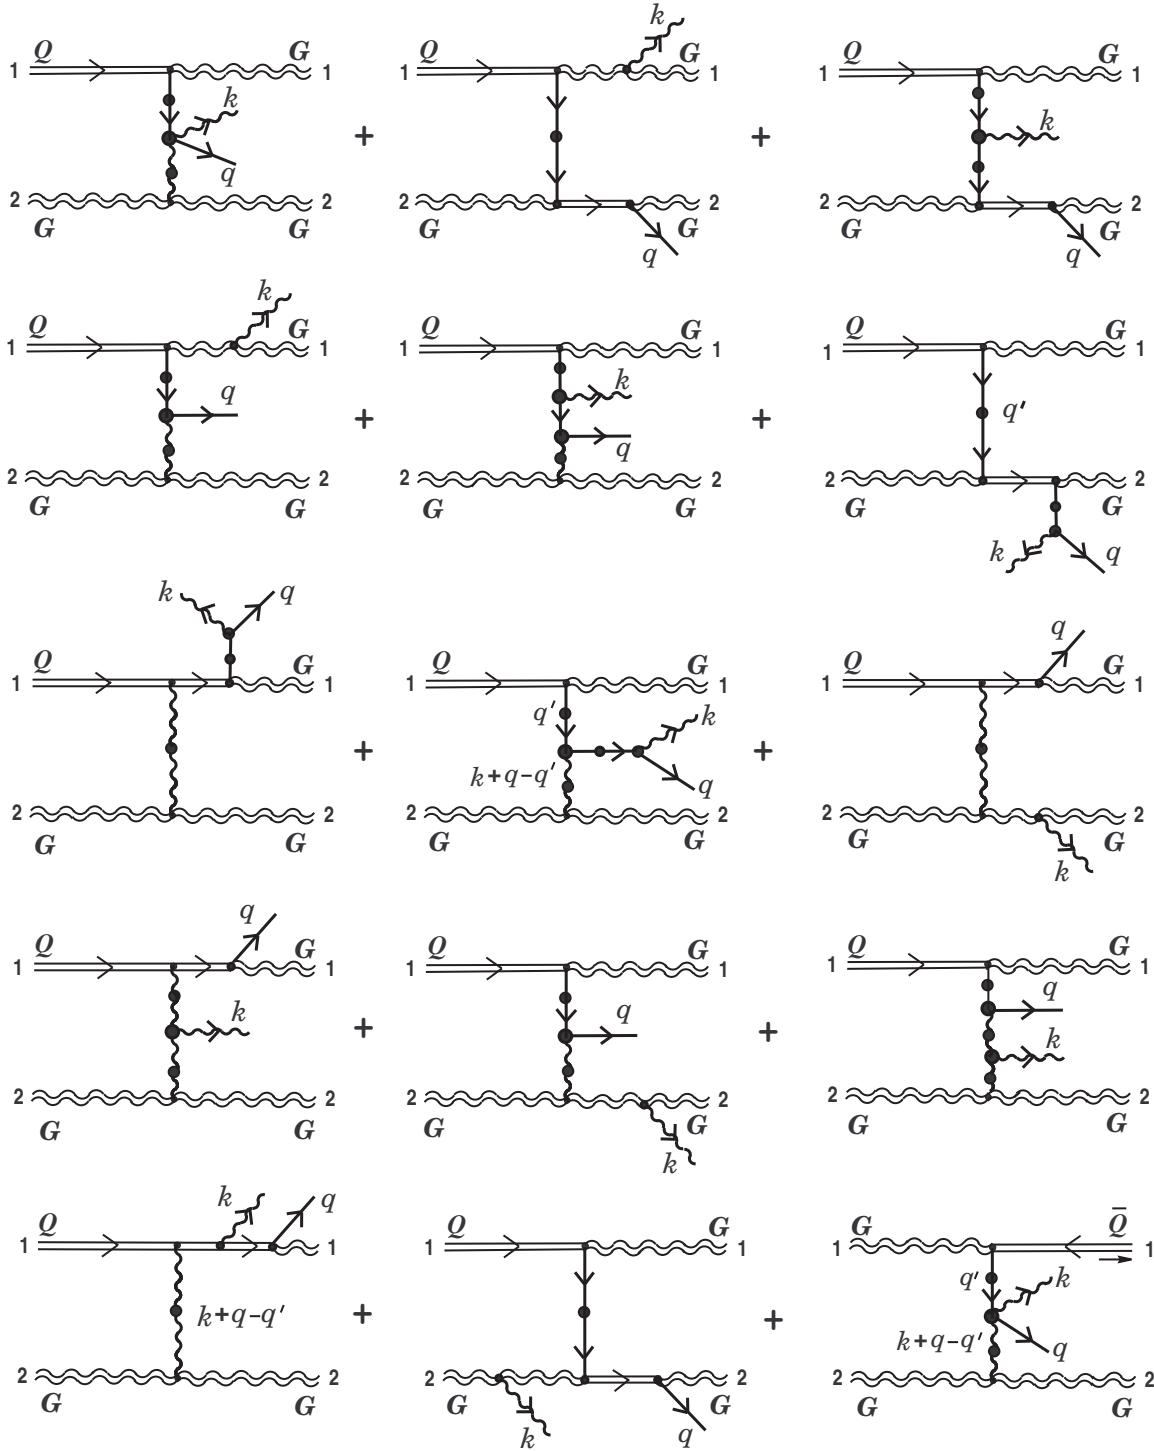 Q G k Q G k Q G
1 1 + 1 1 + 1 1
k k
q
2 2 2 2 2 2
G G G G G G
q q
k k
Q G Q G Q G
1 1 1 1 1 1
q + k + q'
q
2 2 2 2 2 2
G G G G G G
k q
k q q
Q G Q G Q G
1 1 1 1 1 1
q' k
+ k+q−q' q +
2 2 2 2 2 2
G G G G G G
k
q
Q G Q G Q G
1 1 1 1 1 1
k + q + q
k
2 2 2 2 2 2
G G G G G G
k
k q
Q Q G G Q̄
1 1 1 1 1 1
q' k
k+q−q' + + k+q−q' q
2 2 2 2 2 2
G G G G G G
k q